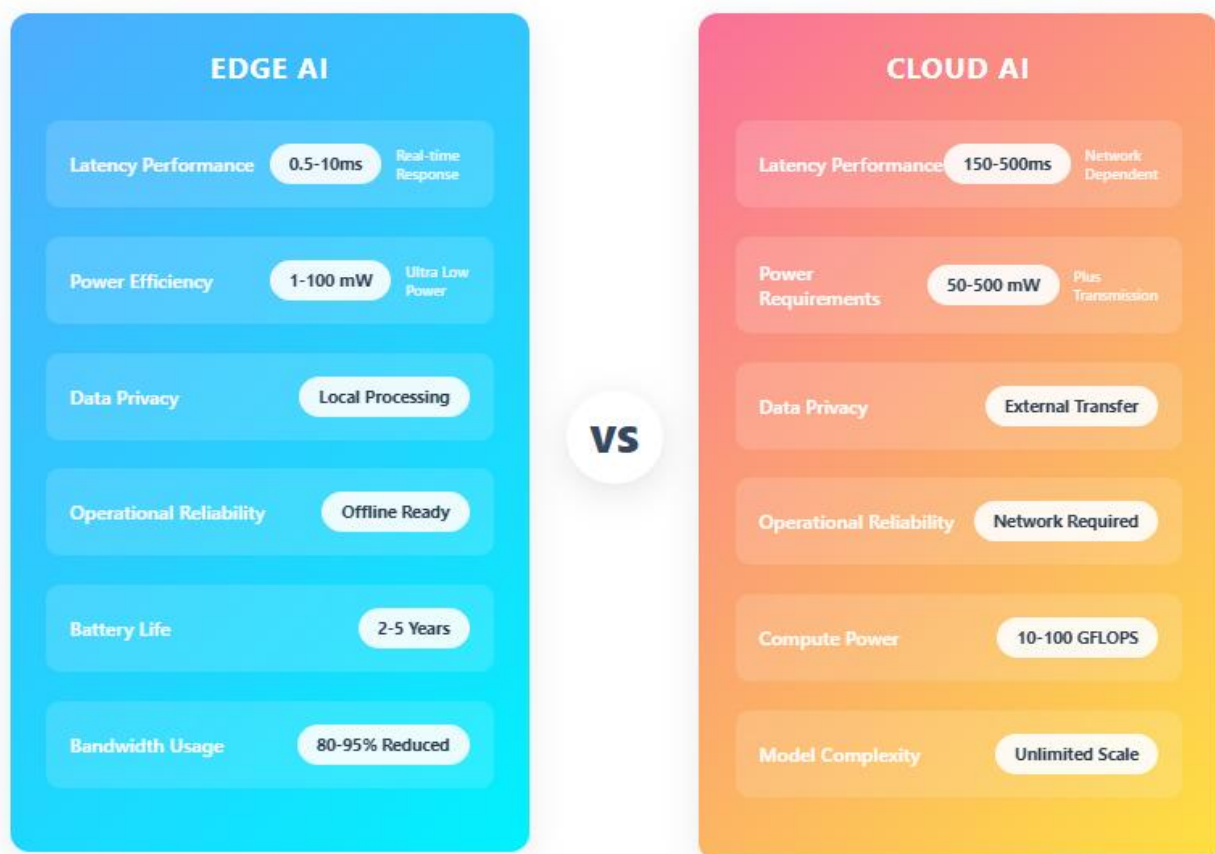 EDGE AI
Latency Performance 0.5-10ms Real-time
Response
Power Efficiency 1-100 mW Ultra Low
Power
Data Privacy Local Processing
Operational Reliability Offline Ready
Battery Life 2-5 Years
Bandwidth Usage 80-95% Reduced
VS
CLOUD AI
Latency Performance 150-500ms Network
Dependent
Power
Requirements 50-500 mW Plus
Transmission
Data Privacy External Transfer
Operational Reliability Network Required
Compute Power 10-100 GFLOPS
Model Complexity Unlimited Scale